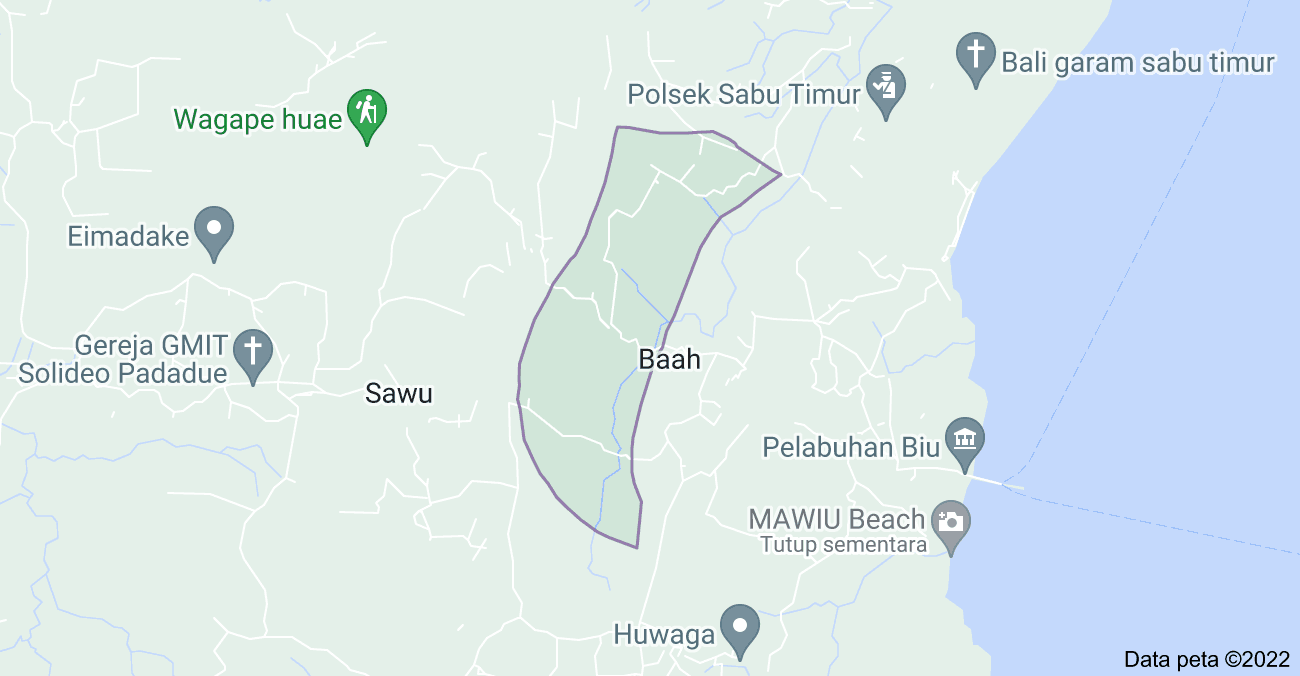 Bali garam sabu timur
Polsek Sabu Timur
Wagape huae
Eimadake
Gereja GMIT
Solideo Padadue
Baah
Sawu
Pelabuhan Biu
MAWIU Beach
Tutup sementara
Huwaga
Data peta ©2022